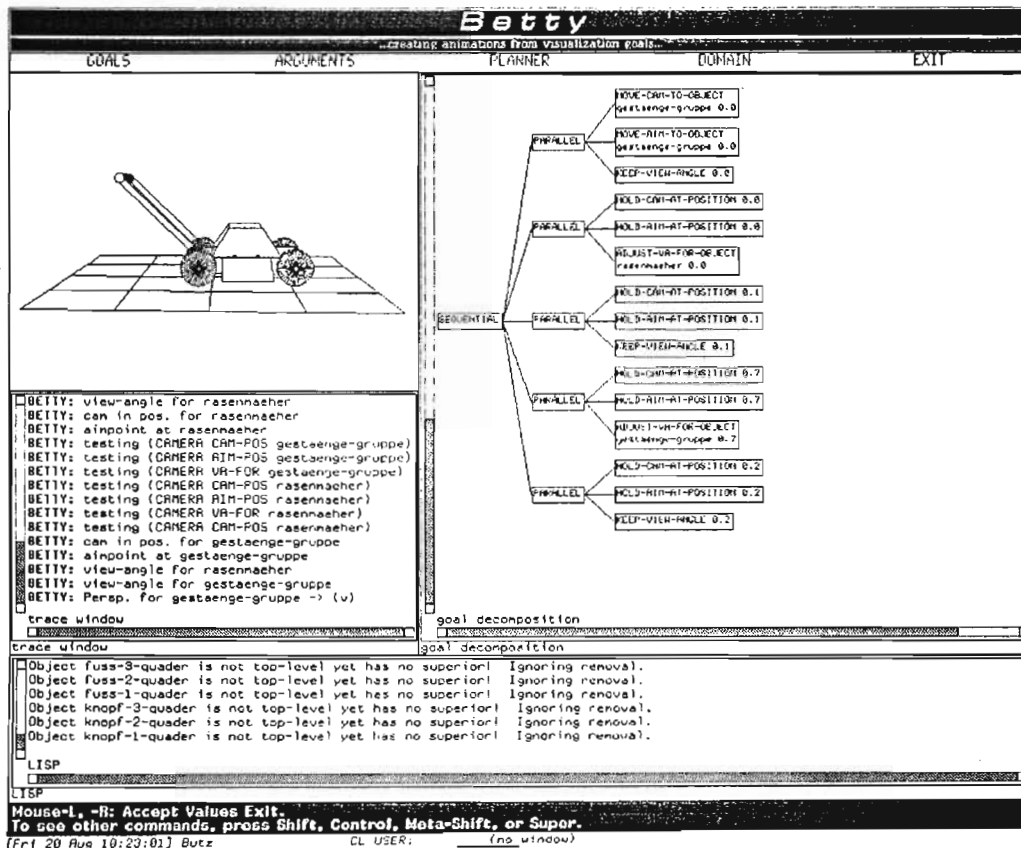 Betty
...creating animations from visualization goals...
GOALS ARGUMENTS PLANNER DOMAIN EXIT
MOVE-CAM-TO-OBJECT
gestaenge-gruppe 0.0
MOVE-AIM-TO-OBJECT
gestaenge-gruppe 0.0
KEEP-VIEW-ANGLE 0.0
PARALLEL
HOLD-CAM-AT-POSITION 0.0
HOLD-AIM-AT-POSITION 0.0
ADJUST-VA-FOR-OBJECT
rasenmaeher 0.0
PARALLEL
HOLD-CAM-AT-POSITION 0.1
HOLD-AIM-AT-POSITION 0.1
KEEP-VIEW-ANGLE 0.1
SEQUENTIAL
PARALLEL
HOLD-CAM-AT-POSITION 0.7
HOLD-AIM-AT-POSITION 0.7
ADJUST-VA-FOR-OBJECT
gestaenge-gruppe 0.7
PARALLEL
HOLD-CAM-AT-POSITION 0.2
HOLD-AIM-AT-POSITION 0.2
KEEP-VIEW-ANGLE 0.2
PARALLEL
goal decomposition
goal decomposition
BETTY: view-angle for rasenmaeher
BETTY: cam in pos. for rasenmaeher
BETTY: aimpoint at rasenmaeher
BETTY: testing (CAMERA CAM-POS gestaenge-gruppe)
BETTY: testing (CAMERA AIM-POS gestaenge-gruppe)
BETTY: testing (CAMERA VA-FOR gestaenge-gruppe)
BETTY: testing (CAMERA CAM-POS rasenmaeher)
BETTY: testing (CAMERA AIM-POS rasenmaeher)
BETTY: testing (CAMERA VA-FOR rasenmaeher)
BETTY: testing (CAMERA CAM-POS rasenmaeher)
BETTY: cam in pos. for gestaenge-gruppe
BETTY: aimpoint at gestaenge-gruppe
BETTY: view-angle for rasenmaeher
BETTY: view-angle for gestaenge-gruppe
BETTY: Persp. for gestaenge-gruppe -> (v)
trace window
trace window
Object fuss-3-quader is not top-level yet has no superior! Ignoring removal.
Object fuss-2-quader is not top-level yet has no superior! Ignoring removal.
Object fuss-1-quader is not top-level yet has no superior! Ignoring removal.
Object knopf-3-quader is not top-level yet has no superior! Ignoring removal.
Object knopf-2-quader is not top-level yet has no superior! Ignoring removal.
Object knopf-1-quader is not top-level yet has no superior! Ignoring removal.
LISP
LISP
Mouse-L, -R: Accept Values Exit.
To see other commands, press Shift, Control, Meta-Shift, or Super.
[Fri 20 Aug 10:23:01] Butz CL USER: (no window)